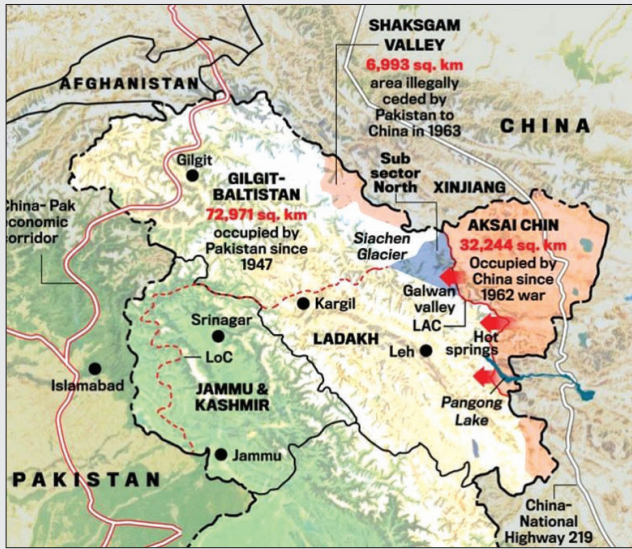 SHAKSGAM
VALLEY
6,993 sq. km
area illegally
ceded by
Pakistan to
China in 1963
AFGHANISTAN
CHINA
Gilgit
GILGIT-
BALTISTAN
72,971 sq. km
occupied by
Pakistan since
1947
Sub
sector
North
XINJIANG
China- Pak
economic
corridor
Siachen
Glacier
AKSAI CHIN
32,244 sq. km
Occupied by
China since
1962 war
Galwan
valley
LAC
Kargil
Srinagar
LoC
LADAKH
Leh
Hot
springs
Islamabad
JAMMU &
KASHMIR
Pangong
Lake
Jammu
PAKISTAN
China-
National
Highway 219